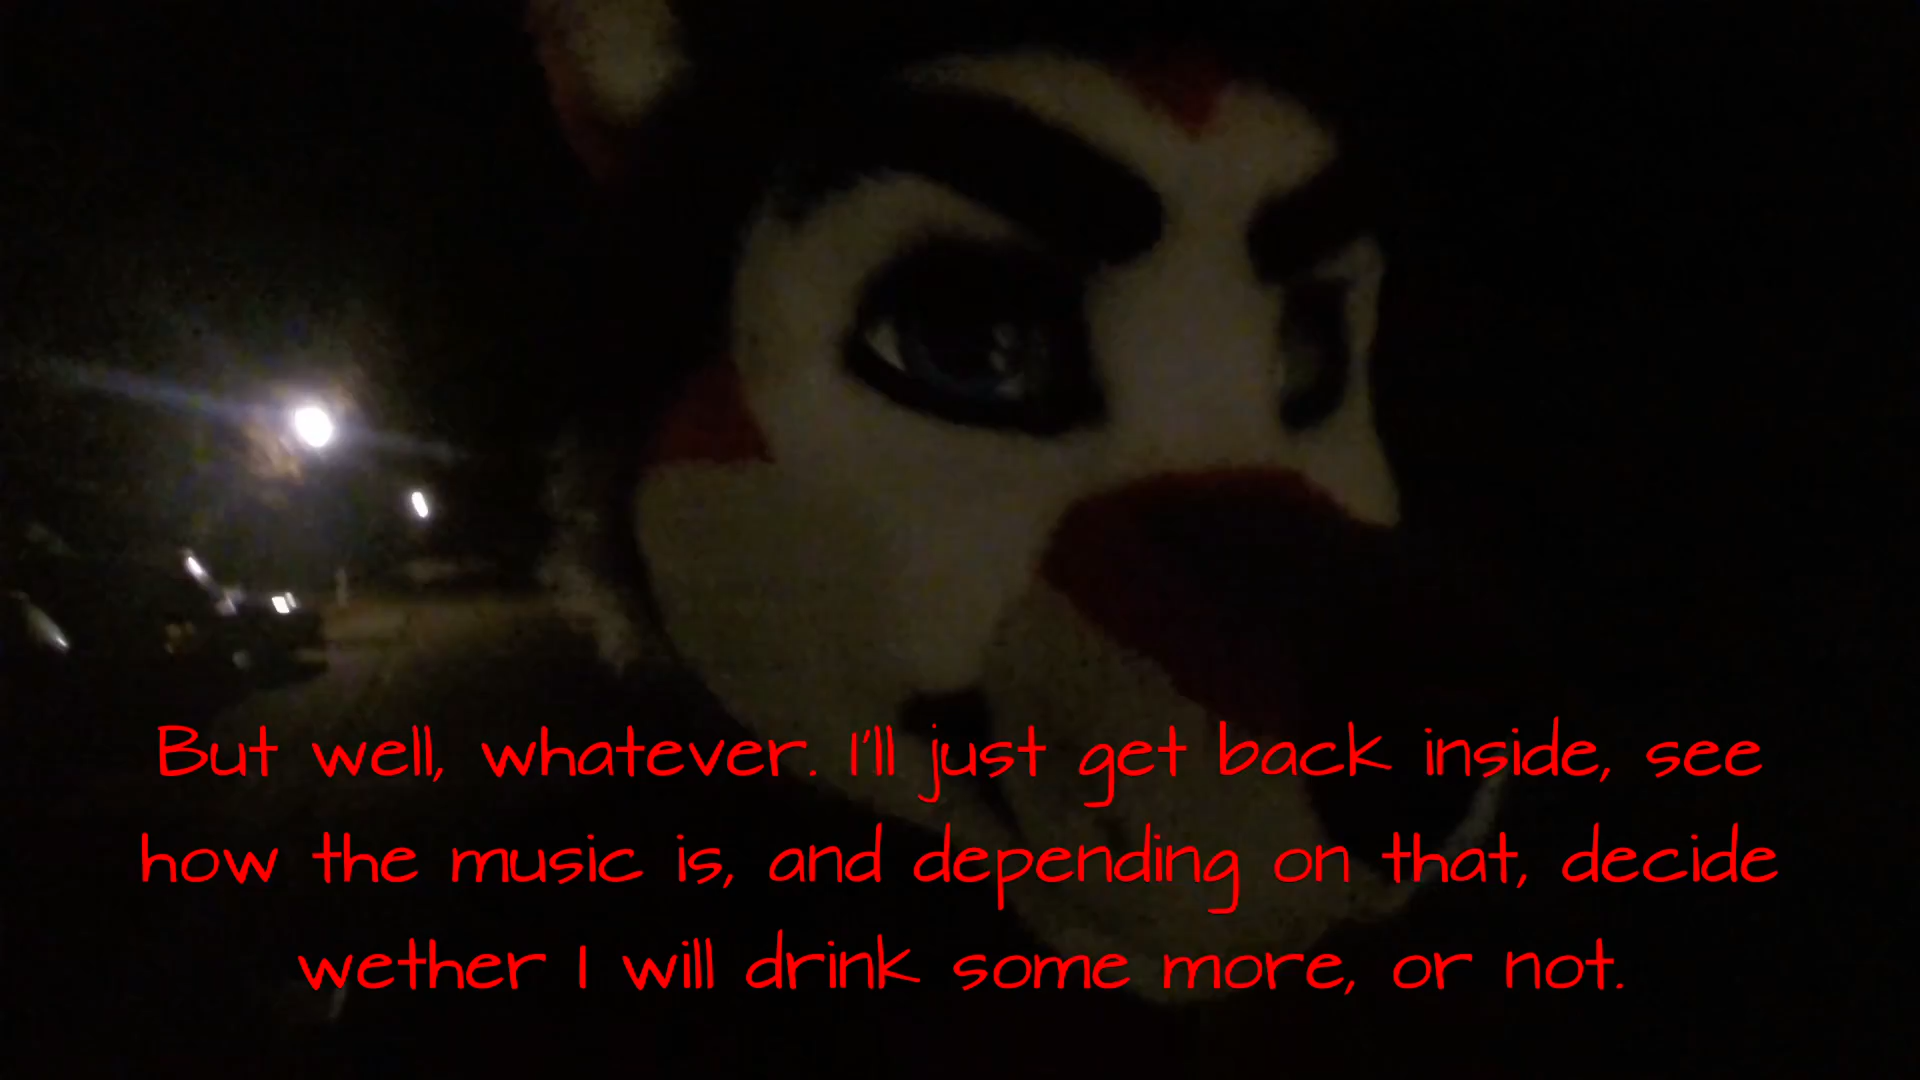 But well, whatever. I'll just get back inside, see
how the music is, and depending on that, decide
wether I will drink some more, or not.